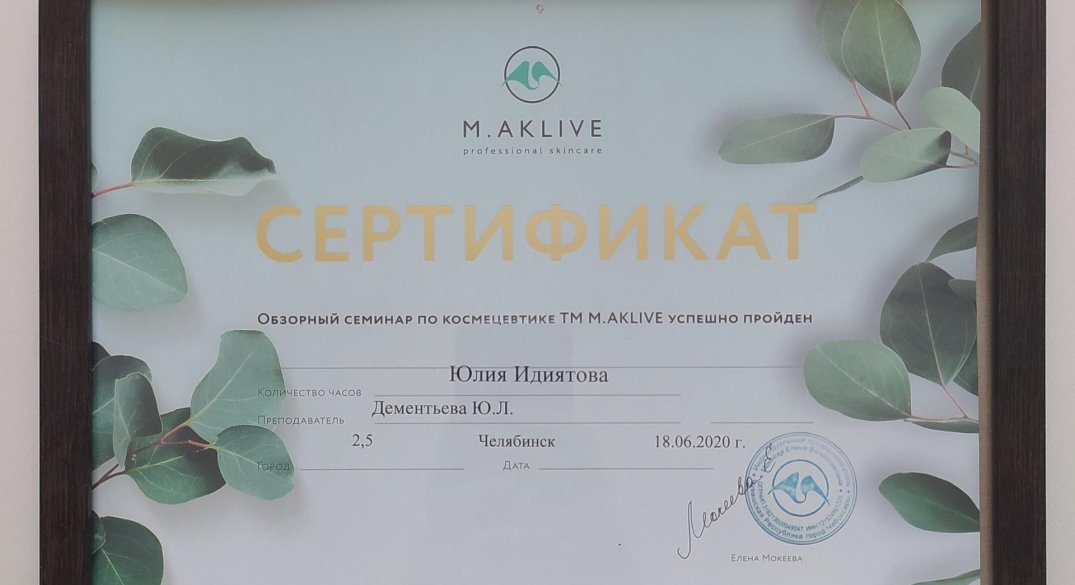 M.AKLIVE
professional skincare
СЕРТИФИКАТ
Обзорный семинар по космецевтике ТМ M.AKLIVE успешно пройден
Юлия Идиятова
Количество часов
Дементьева Ю.Л.
Преподаватель
2,5 Челябинск 18.06.2020 г.
Город Дата
Мокеева
Елена Мокеева